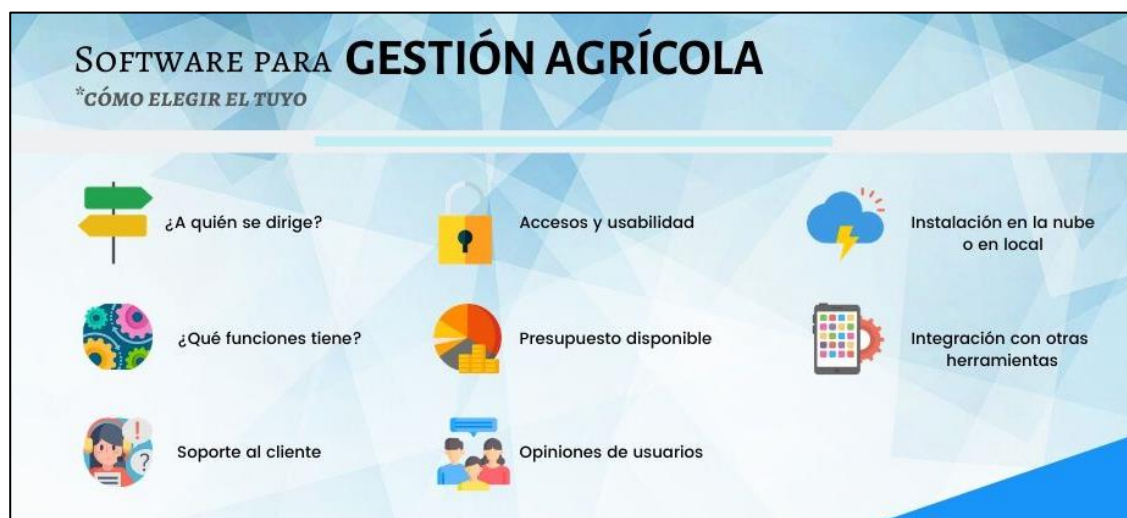 SOFTWARE PARA GESTIÓN AGRÍCOLA
*CÓMO ELEGIR EL TUYO
¿A quién se dirige?
Accesos y usabilidad
Instalación en la nube
o en local
¿Qué funciones tiene?
Presupuesto disponible
Integración con otras
herramientas
Soporte al cliente
Opiniones de usuarios